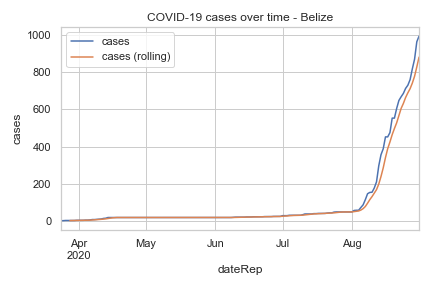 COVID-19 cases over time - Belize
cases
cases (rolling)
1000
800
600
400
200
0
cases
Apr May Jun Jul Aug
2020
dateRep